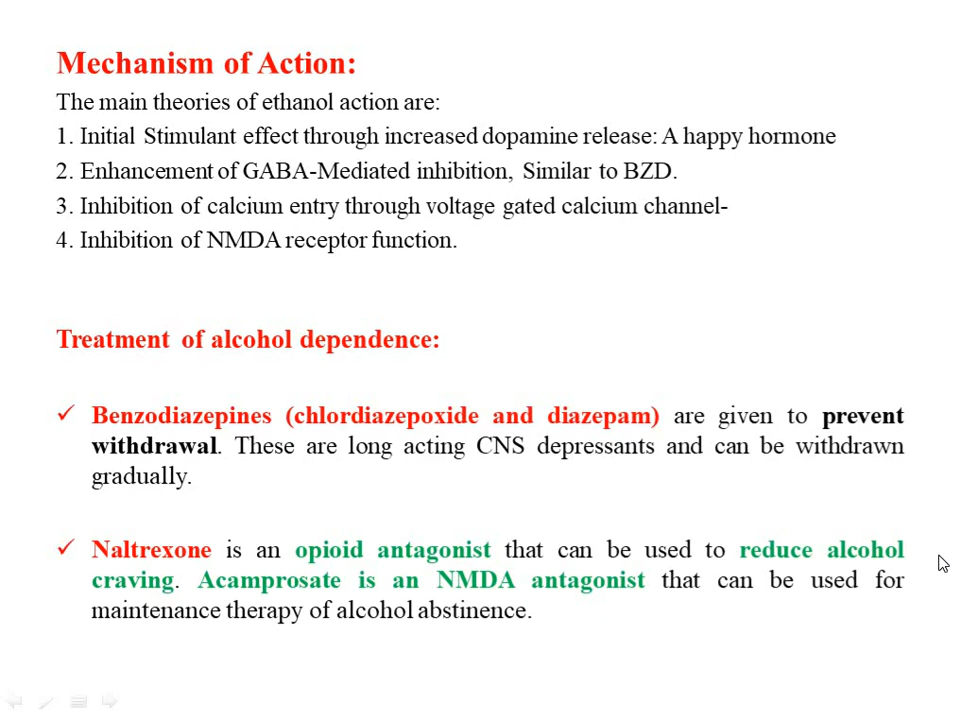 Mechanism of Action:
The main theories of ethanol action are:
1. Initial Stimulant effect through increased dopamine release: A happy hormone
2. Enhancement of GABA-Mediated inhibition, Similar to BZD.
3. Inhibition of calcium entry through voltage gated calcium channel-
4. Inhibition of NMDA receptor function.
Treatment of alcohol dependence:
✓ Benzodiazepines (chlordiazepoxide and diazepam) are given to prevent
withdrawal. These are long acting CNS depressants and can be withdrawn
gradually.
✓ Naltrexone is an opioid antagonist that can be used to reduce alcohol
craving. Acamprosate is an NMDA antagonist that can be used for
maintenance therapy of alcohol abstinence.